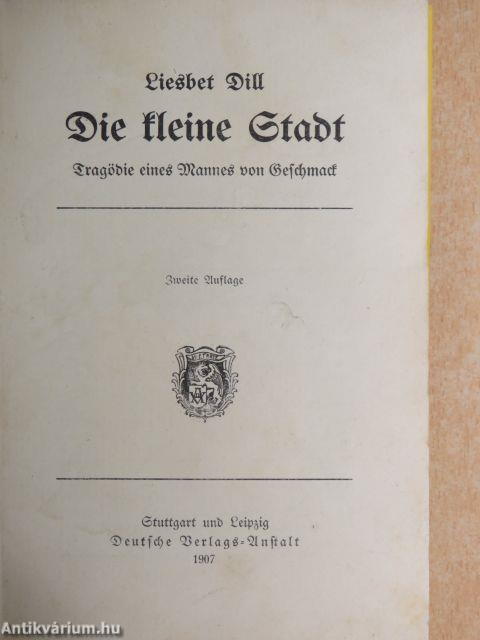 Liesbet Dill
Die kleine Stadt
Tragödie eines Mannes von Geschmack
Zweite Auflage
Stuttgart und Leipzig
Deutsche Verlags-Anstalt
1907
Antikvárium.hu